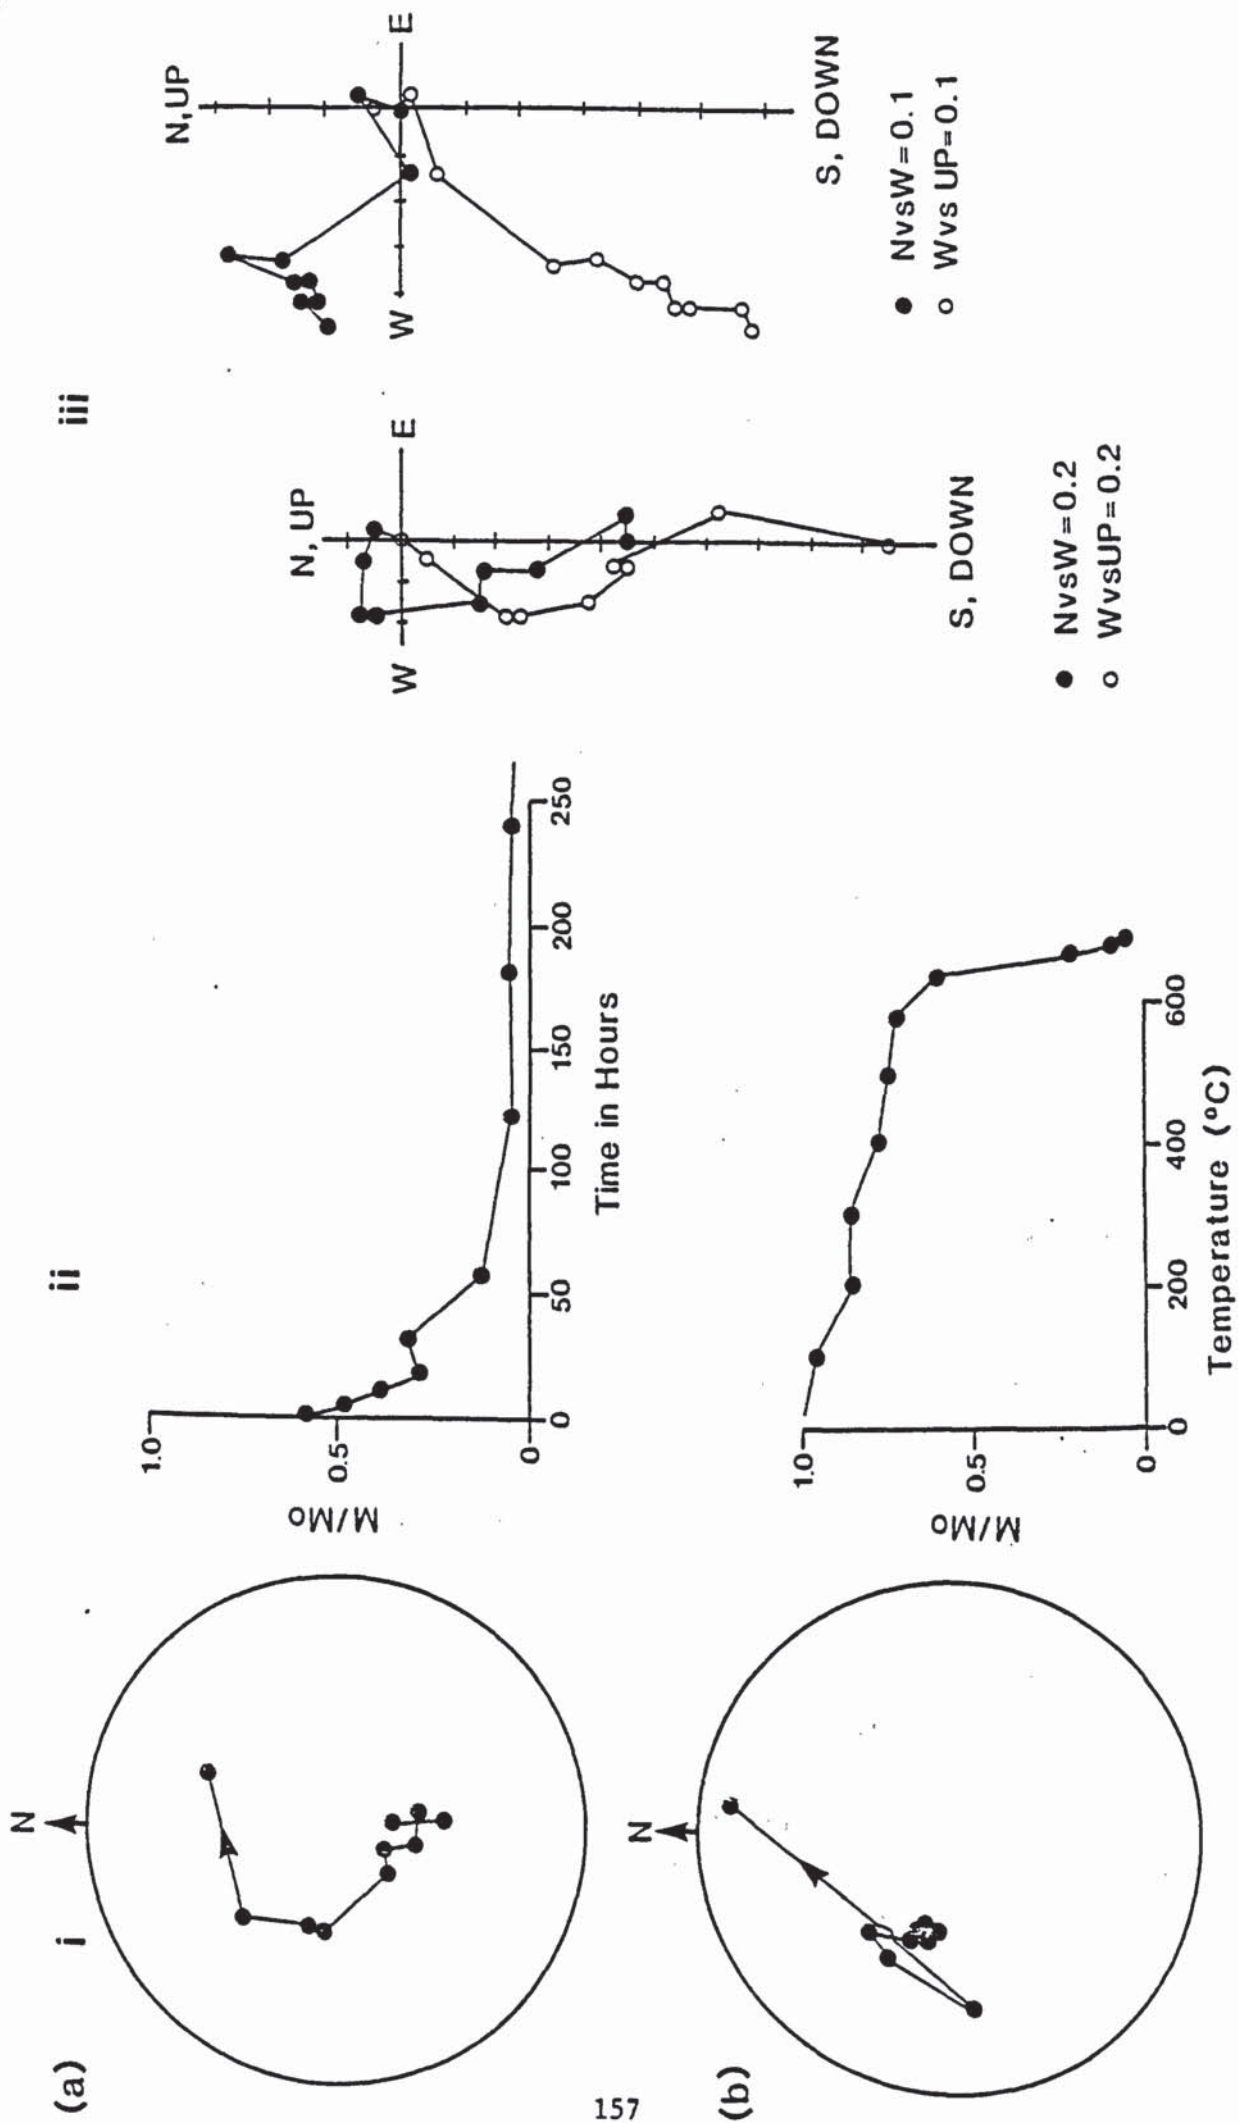 (a)
i
N
ii
M/Mo
1.0
0.5
0
0
50
100
150
200
250
Time in Hours
iii
N, UP
W
E
S, DOWN
● NvsW=0.2
○ WvsUP=0.2
N, UP
W
E
S, DOWN
● NvsW=0.1
○ Wvs UP=0.1
(b)
N
M/Mo
1.0
0.5
0
0
200
400
600
Temperature (°C)
157